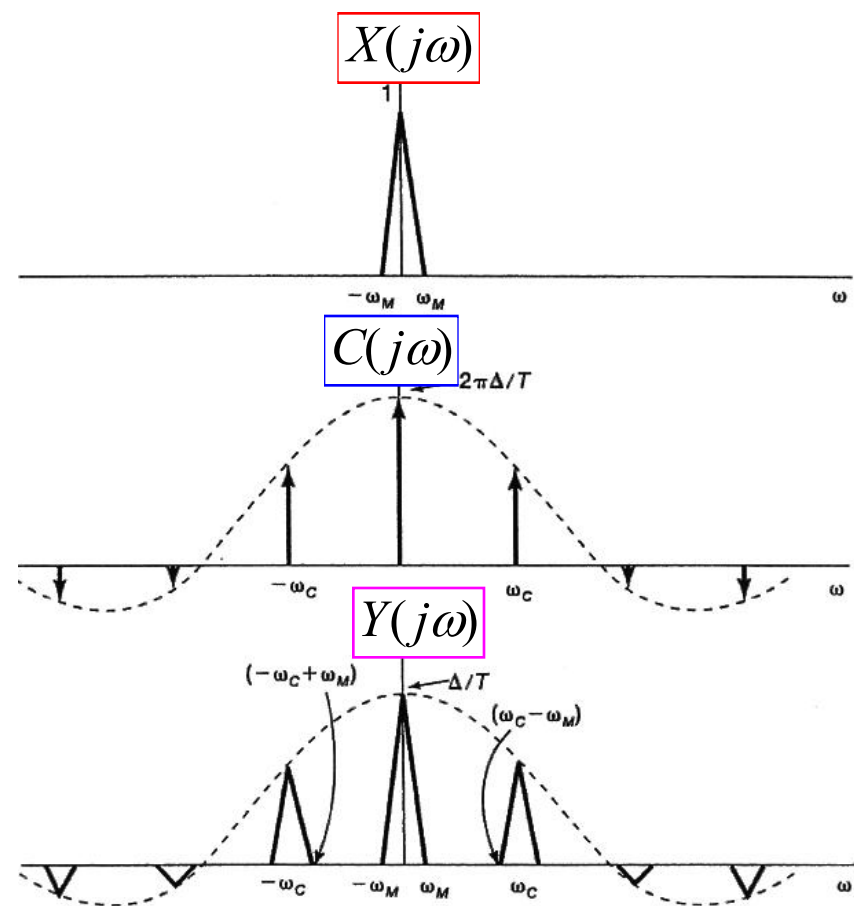 X(jω)
1
−ω_M ω_M ω
C(jω)
2πΔ/T
−ω_C ω_C ω
Y(jω)
(−ω_C+ω_M)
Δ/T
(ω_C−ω_M)
−ω_C −ω_M ω_M ω_C ω